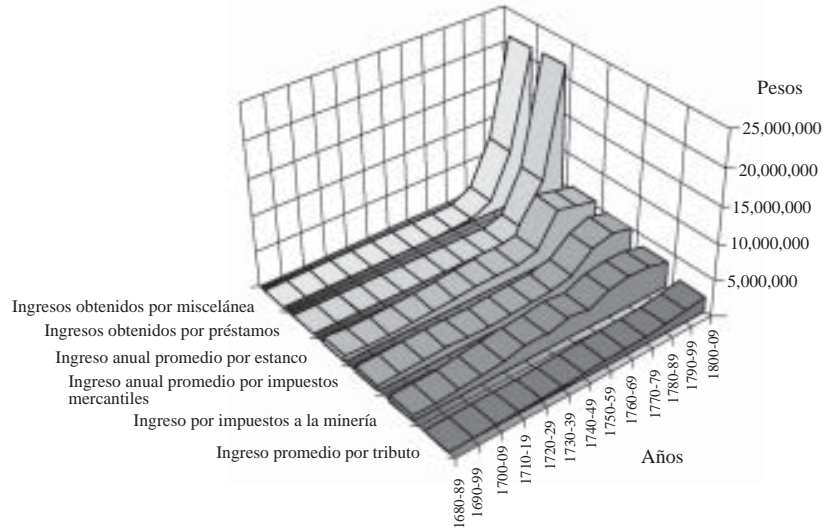 Pesos
25,000,000
20,000,000
15,000,000
10,000,000
5,000,000
Ingresos obtenidos por miscelánea
Ingresos obtenidos por préstamos
Ingreso anual promedio por estanco
Ingreso anual promedio por impuestos
mercantiles
Ingreso por impuestos a la minería
Ingreso promedio por tributo
1680-89
1690-99
1700-09
1710-19
1720-29
1730-39
1740-49
1750-59
1760-69
1770-79
1780-89
1790-99
1800-09
Años